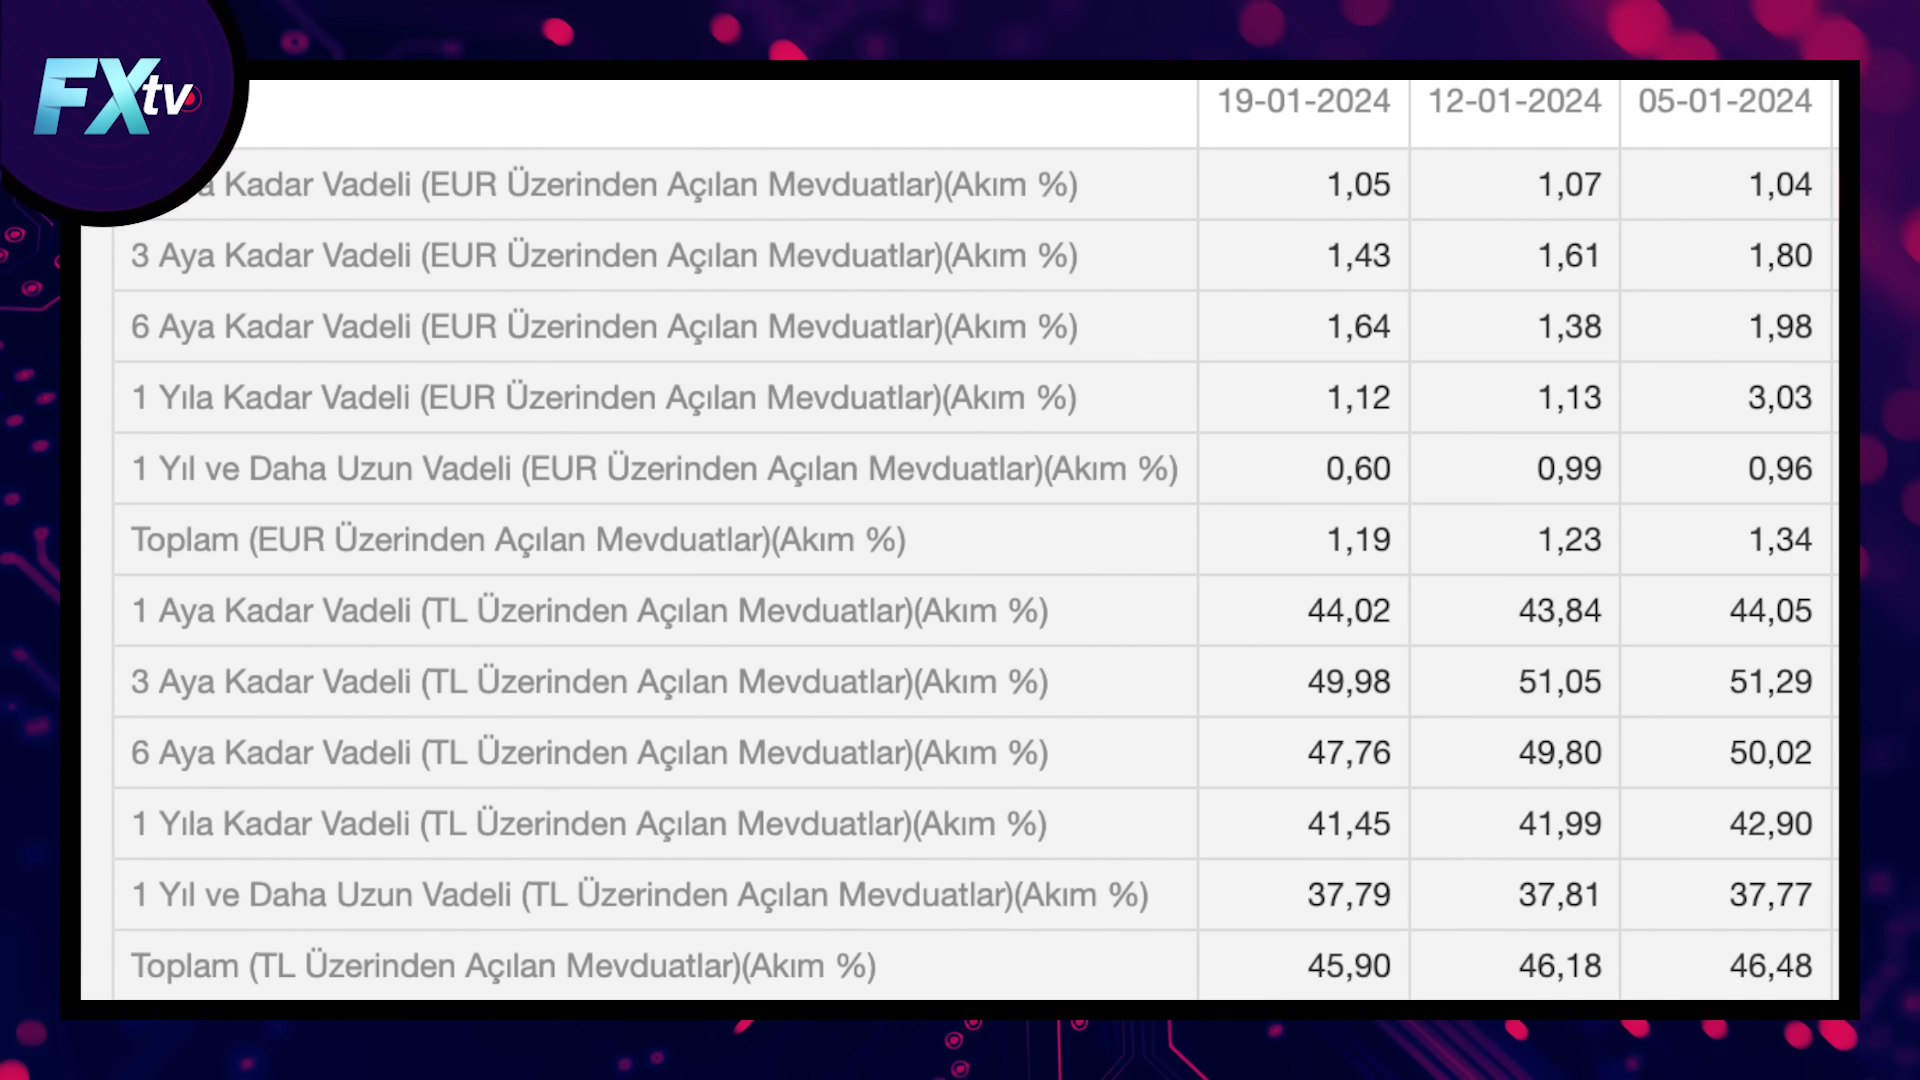 FXtv
19-01-2024 12-01-2024 05-01-2024
a Kadar Vadeli (EUR Üzerinden Açılan Mevduatlar)(Akım %) 1,05 1,07 1,04
3 Aya Kadar Vadeli (EUR Üzerinden Açılan Mevduatlar)(Akım %) 1,43 1,61 1,80
6 Aya Kadar Vadeli (EUR Üzerinden Açılan Mevduatlar)(Akım %) 1,64 1,38 1,98
1 Yıla Kadar Vadeli (EUR Üzerinden Açılan Mevduatlar)(Akım %) 1,12 1,13 3,03
1 Yıl ve Daha Uzun Vadeli (EUR Üzerinden Açılan Mevduatlar)(Akım %) 0,60 0,99 0,96
Toplam (EUR Üzerinden Açılan Mevduatlar)(Akım %) 1,19 1,23 1,34
1 Aya Kadar Vadeli (TL Üzerinden Açılan Mevduatlar)(Akım %) 44,02 43,84 44,05
3 Aya Kadar Vadeli (TL Üzerinden Açılan Mevduatlar)(Akım %) 49,98 51,05 51,29
6 Aya Kadar Vadeli (TL Üzerinden Açılan Mevduatlar)(Akım %) 47,76 49,80 50,02
1 Yıla Kadar Vadeli (TL Üzerinden Açılan Mevduatlar)(Akım %) 41,45 41,99 42,90
1 Yıl ve Daha Uzun Vadeli (TL Üzerinden Açılan Mevduatlar)(Akım %) 37,79 37,81 37,77
Toplam (TL Üzerinden Açılan Mevduatlar)(Akım %) 45,90 46,18 46,48